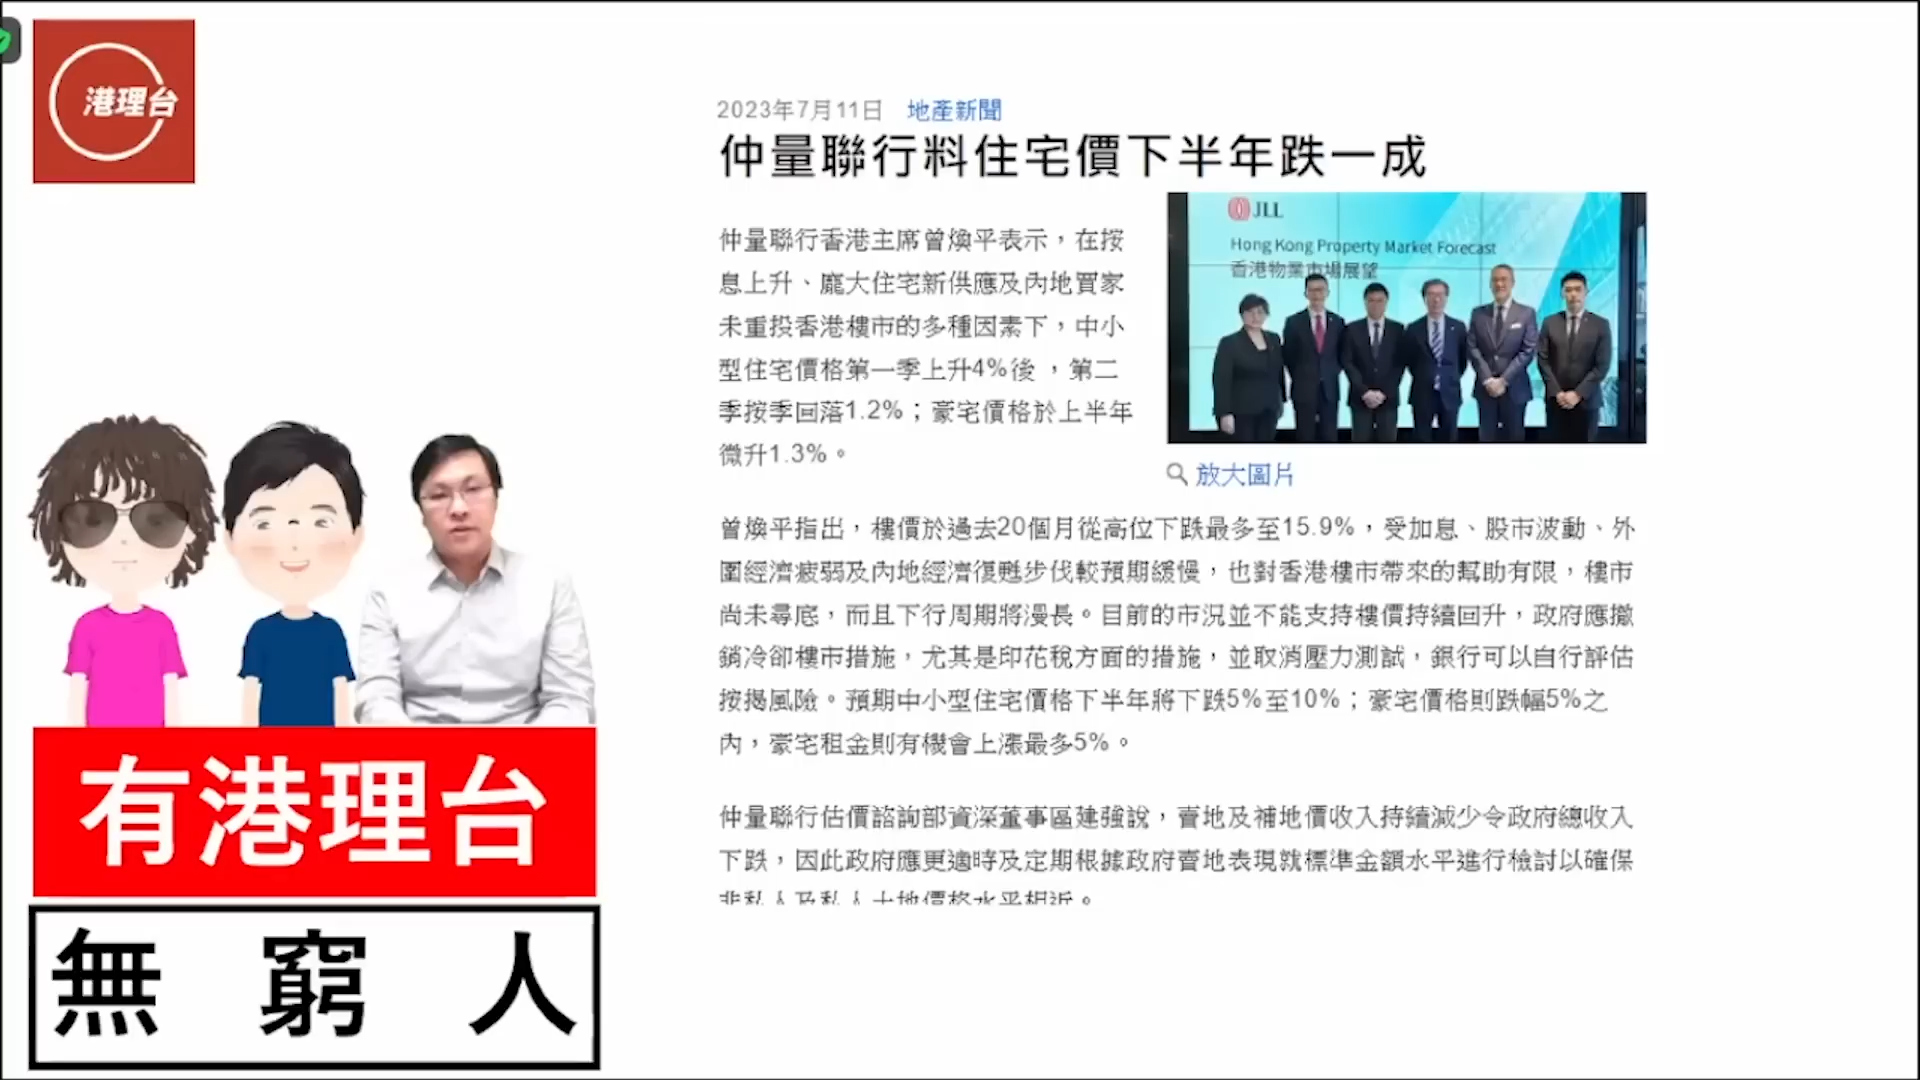 港理台
2023年7月11日 地產新聞
仲量聯行料住宅價下半年跌一成
仲量聯行香港主席曾煥平表示，在按
息上升、龐大住宅新供應及內地買家
未重投香港樓市的多種因素下，中小
型住宅價格第一季上升4%後，第二
季按季回落1.2%；豪宅價格於上半年
微升1.3%。
JLL
Hong Kong Property Market Forecast
香港物業市場展望
放大圖片
曾煥平指出，樓價於過去20個月從高位下跌最多至15.9%，受加息、股市波動、外
圍經濟疲弱及內地經濟復甦步伐較預期緩慢，也對香港樓市帶來的幫助有限，樓市
尚未尋底，而且下行周期將漫長。目前的市況並不能支持樓價持續回升，政府應撤
銷冷卻樓市措施，尤其是印花稅方面的措施，並取消壓力測試，銀行可以自行評估
按揭風險。預期中小型住宅價格下半年將下跌5%至10%；豪宅價格則跌幅5%之
內，豪宅租金則有機會上漲最多5%。
仲量聯行估價諮詢部資深董事區建強說，賣地及補地價收入持續減少令政府總收入
下跌，因此政府應更適時及定期根據政府賣地表現就標準金額水平進行檢討以確保
非私人及私人土地價格水平相近。
有港理台
無窮人